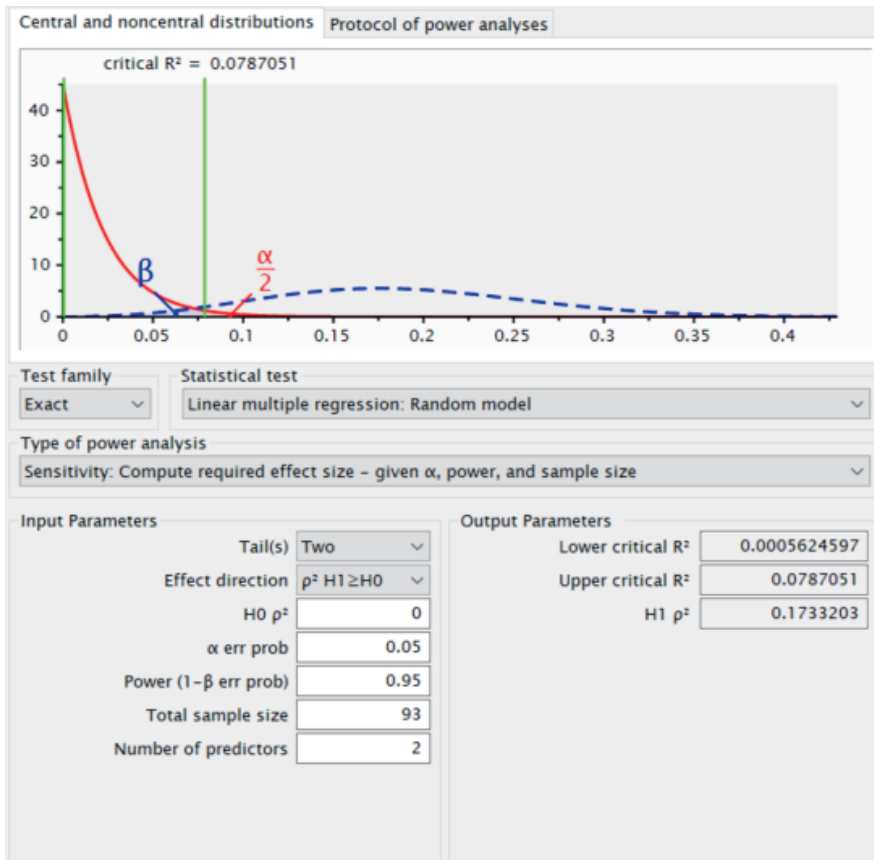 Central and noncentral distributions Protocol of power analyses
critical R² = 0.0787051
40
30
20
10
0
β
α
2
0 0.05 0.1 0.15 0.2 0.25 0.3 0.35 0.4
Test family Statistical test
Exact Linear multiple regression: Random model
Type of power analysis
Sensitivity: Compute required effect size – given α, power, and sample size
Input Parameters Output Parameters
Tail(s) Two Lower critical R² 0.0005624597
Effect direction ρ² H1≥H0 Upper critical R² 0.0787051
H0 ρ² 0 H1 ρ² 0.1733203
α err prob 0.05
Power (1-β err prob) 0.95
Total sample size 93
Number of predictors 2